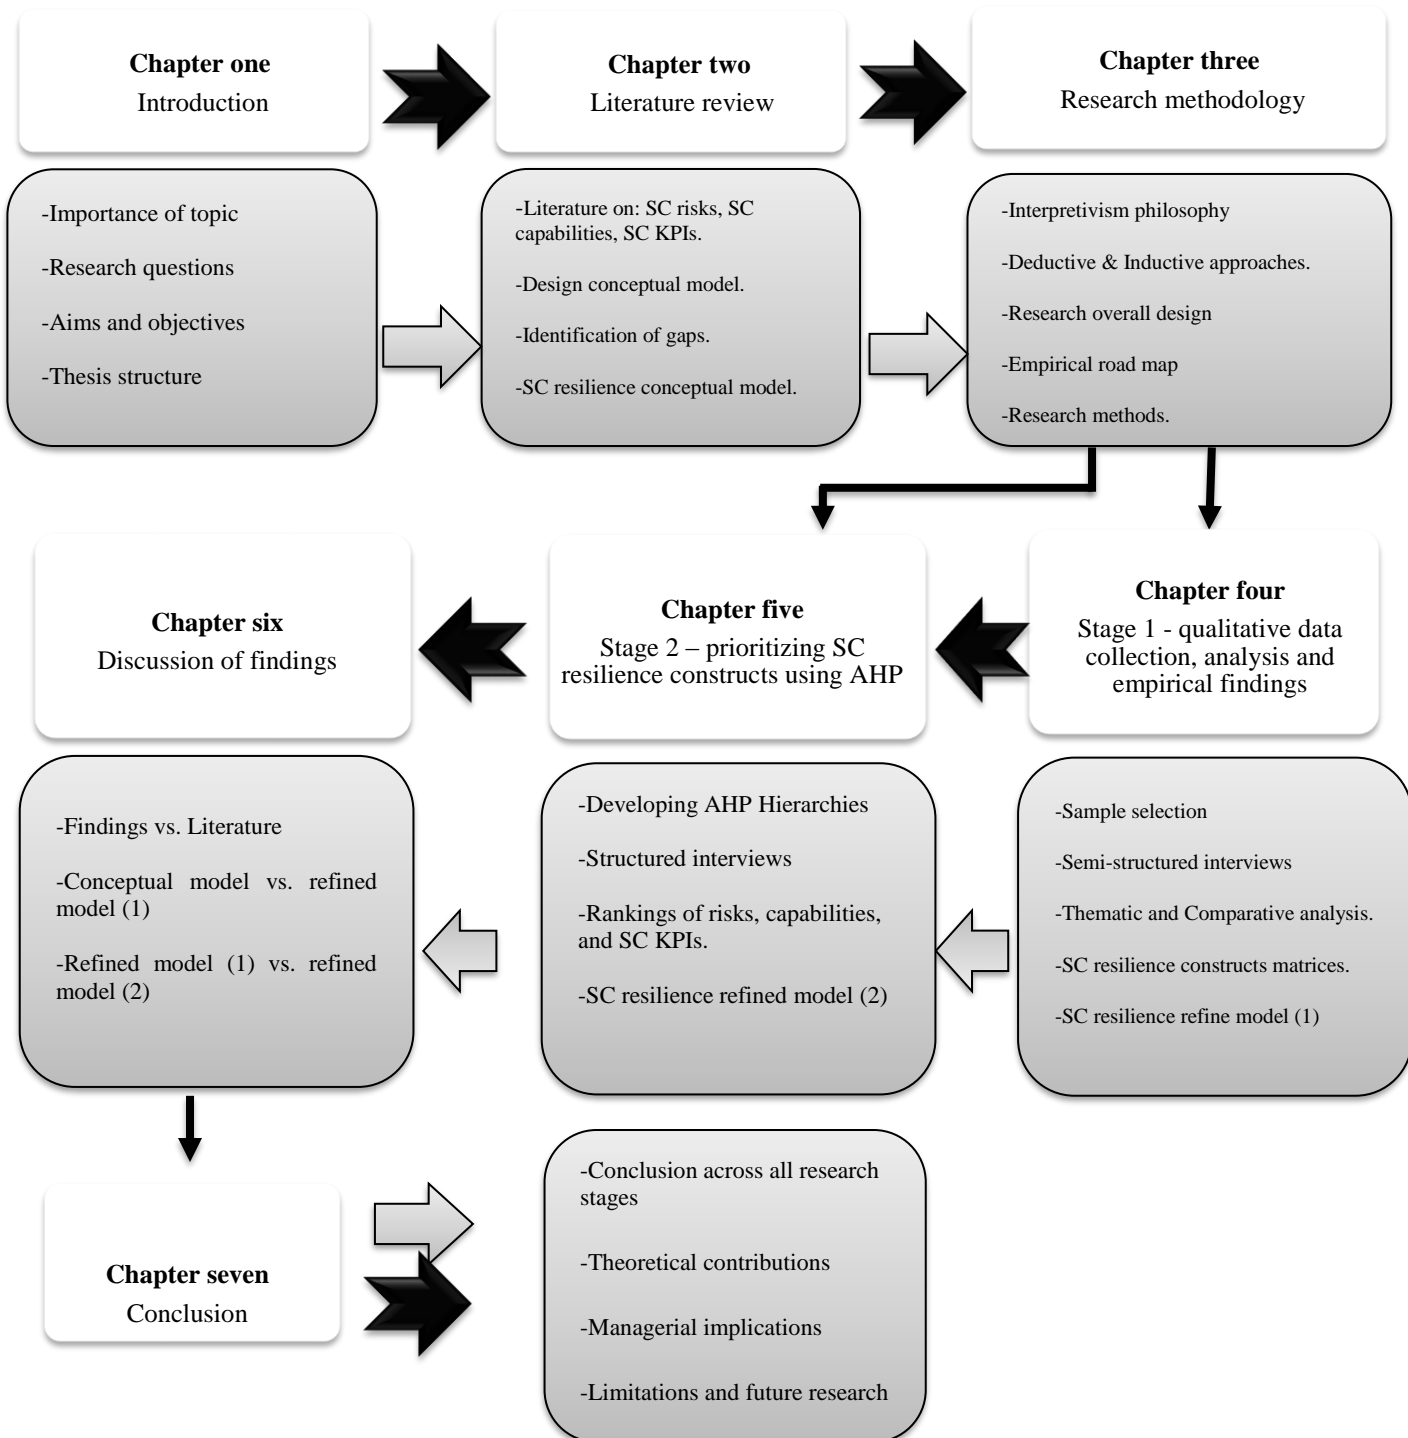 Chapter one
Introduction
Chapter two
Literature review
Chapter three
Research methodology
-Importance of topic
-Research questions
-Aims and objectives
-Thesis structure
-Literature on: SC risks, SC
capabilities, SC KPIs.
-Design conceptual model.
-Identification of gaps.
-SC resilience conceptual model.
-Interpretivism philosophy
-Deductive & Inductive approaches.
-Research overall design
-Empirical road map
-Research methods.
Chapter six
Discussion of findings
Chapter five
Stage 2 – prioritizing SC
resilience constructs using AHP
Chapter four
Stage 1 - qualitative data
collection, analysis and
empirical findings
-Findings vs. Literature
-Conceptual model vs. refined
model (1)
-Refined model (1) vs. refined
model (2)
-Developing AHP Hierarchies
-Structured interviews
-Rankings of risks, capabilities,
and SC KPIs.
-SC resilience refined model (2)
-Sample selection
-Semi-structured interviews
-Thematic and Comparative analysis.
-SC resilience constructs matrices.
-SC resilience refine model (1)
Chapter seven
Conclusion
-Conclusion across all research
stages
-Theoretical contributions
-Managerial implications
-Limitations and future research